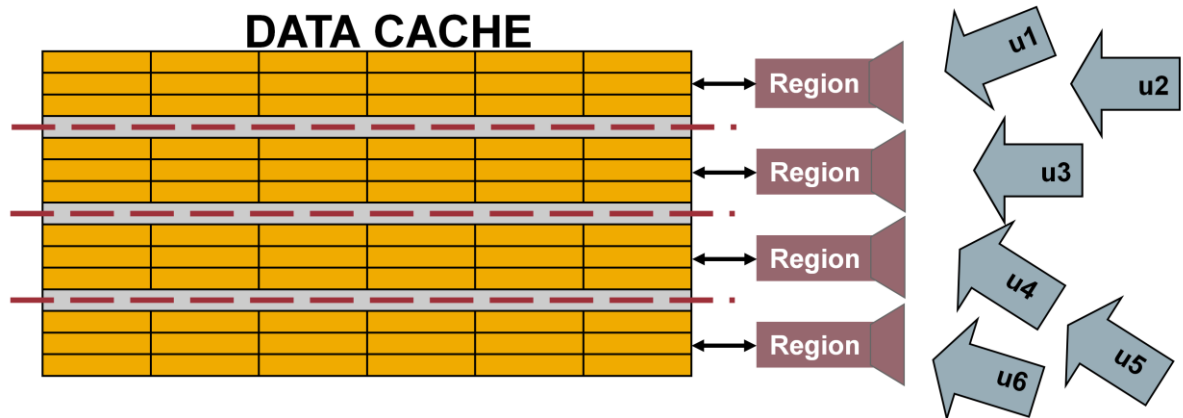 DATA CACHE
Region
u1
u2
Region
u3
Region
u4
Region
u5
u6